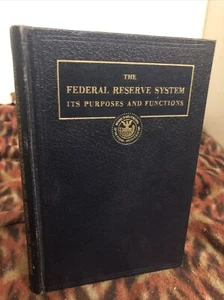 THE
FEDERAL RESERVE SYSTEM
ITS PURPOSES AND FUNCTIONS